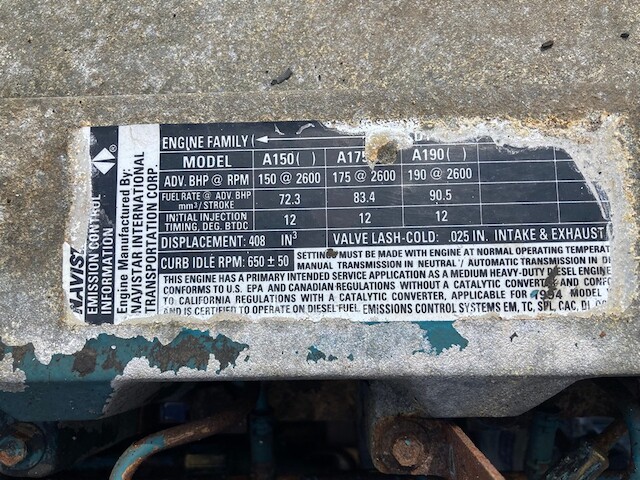 NAVIS
EMISSION CONTROL
INFORMATION
Engine Manufactured By:
NAVISTAR INTERNATIONAL
TRANSPORTATION CORP.
ENGINE FAMILY (
MODEL A150( ) A175 A190( )
ADV. BHP @ RPM 150 @ 2600 175 @ 2600 190 @ 2600
FUEL RATE @ ADV. BHP mm³/STROKE 72.3 83.4 90.5
INITIAL INJECTION TIMING, DEG. BTDC 12 12 12
DISPLACEMENT: 408 IN³ VALVE LASH-COLD: .025 IN. INTAKE & EXHAUST
CURB IDLE RPM: 650 ± 50 SETTING MUST BE MADE WITH ENGINE AT NORMAL OPERATING TEMPERAT
MANUAL TRANSMISSION IN NEUTRAL / AUTOMATIC TRANSMISSION IN
THIS ENGINE HAS A PRIMARY INTENDED SERVICE APPLICATION AS A MEDIUM HEAVY-DUTY DIESEL ENGINE
CONFORMS TO U.S. EPA AND CANADIAN REGULATIONS WITHOUT A CATALYTIC CONVERTER AND
TO CALIFORNIA REGULATIONS WITH A CATALYTIC CONVERTER, APPLICABLE FOR 1994 MODEL
AND IS CERTIFIED TO OPERATE ON DIESEL FUEL. EMISSIONS CONTROL SYSTEMS EM, TC, SPL, CAC, DI